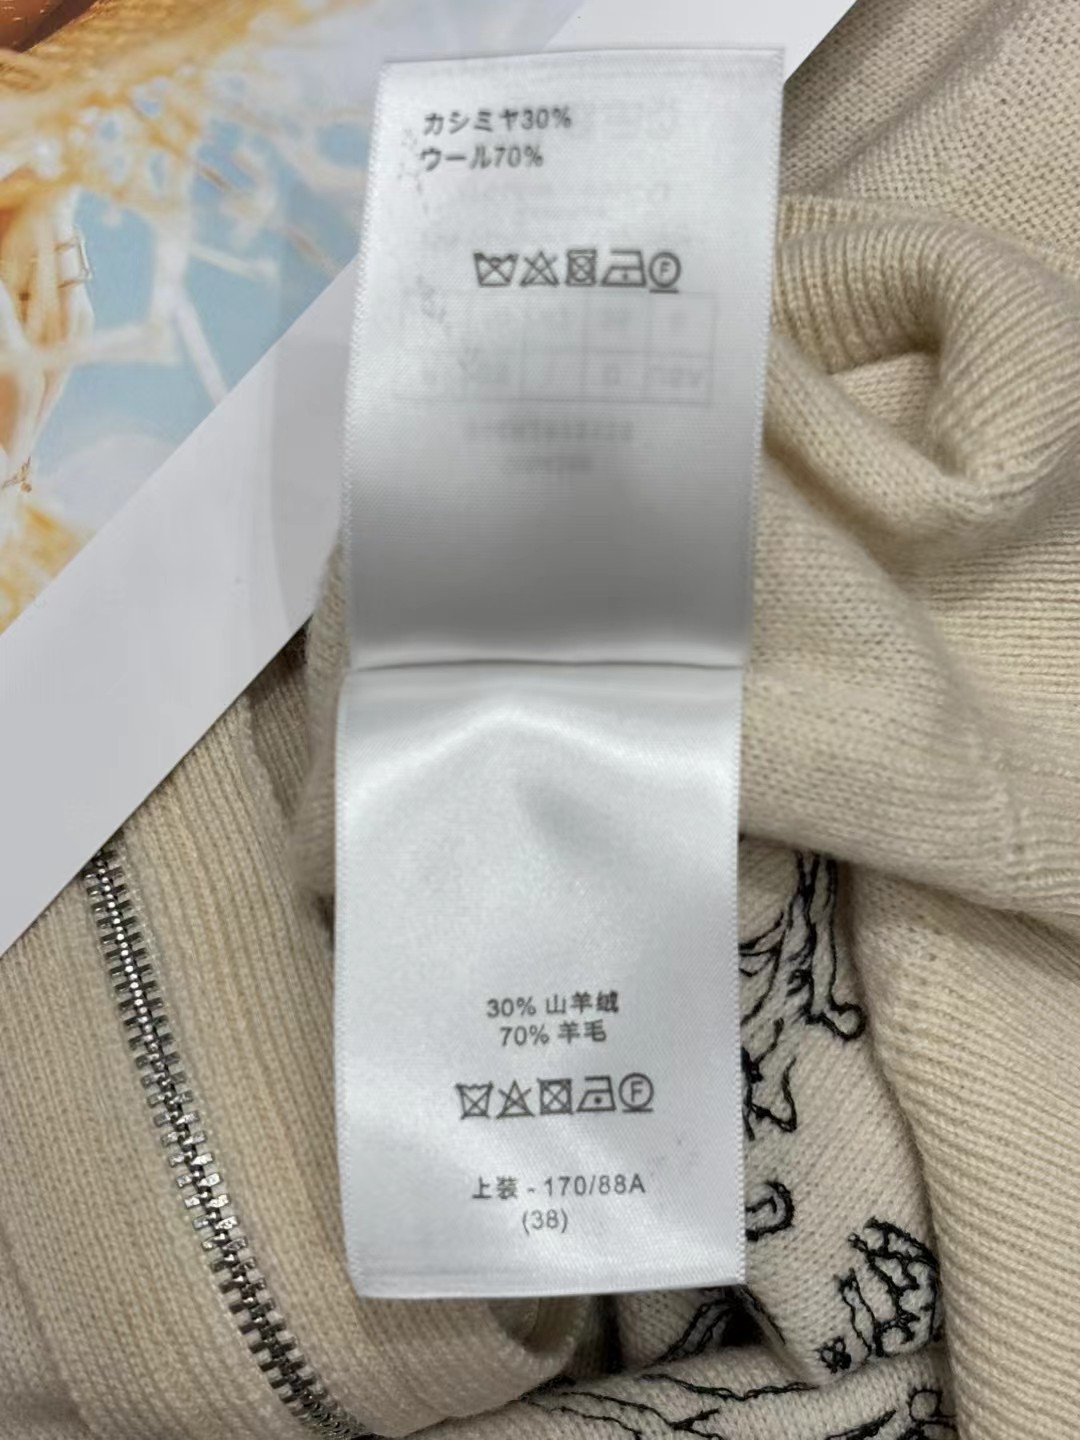 カシミヤ30%
ウール70%
F
30% 山羊绒
70% 羊毛
F
上装 - 170/88A
(38)